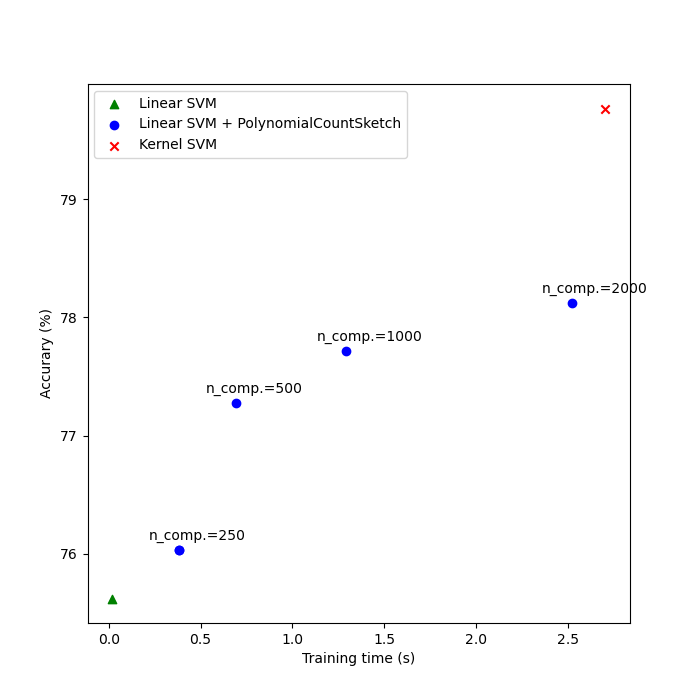 Linear SVM
Linear SVM + PolynomialCountSketch
Kernel SVM
79
n_comp.=2000
78
n_comp.=1000
n_comp.=500
77
n_comp.=250
76
Accurary (%)
0.0 0.5 1.0 1.5 2.0 2.5
Training time (s)